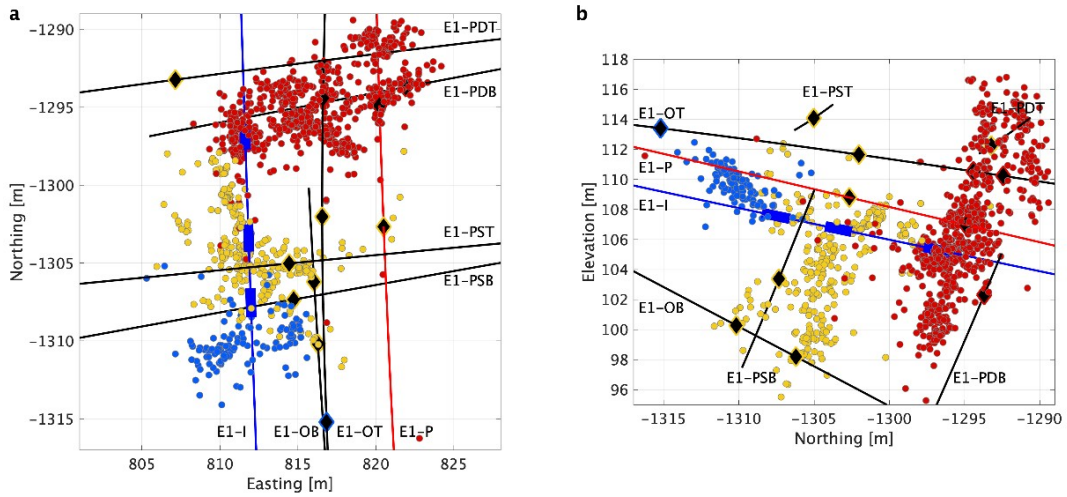 a
−1290
−1295
−1300
−1305
−1310
−1315
Northing [m]
E1−PDT
E1−PDB
E1−PST
E1−PSB
E1−I
E1−OB
E1−OT
E1−P
805
810
815
820
825
Easting [m]
b
118
116
114
112
110
108
106
104
102
100
98
96
Elevation [m]
E1−PST
E1−OT
E1−PDT
E1−P
E1−I
E1−OB
E1−PSB
E1−PDB
−1315
−1310
−1305
−1300
−1295
−1290
Northing [m]